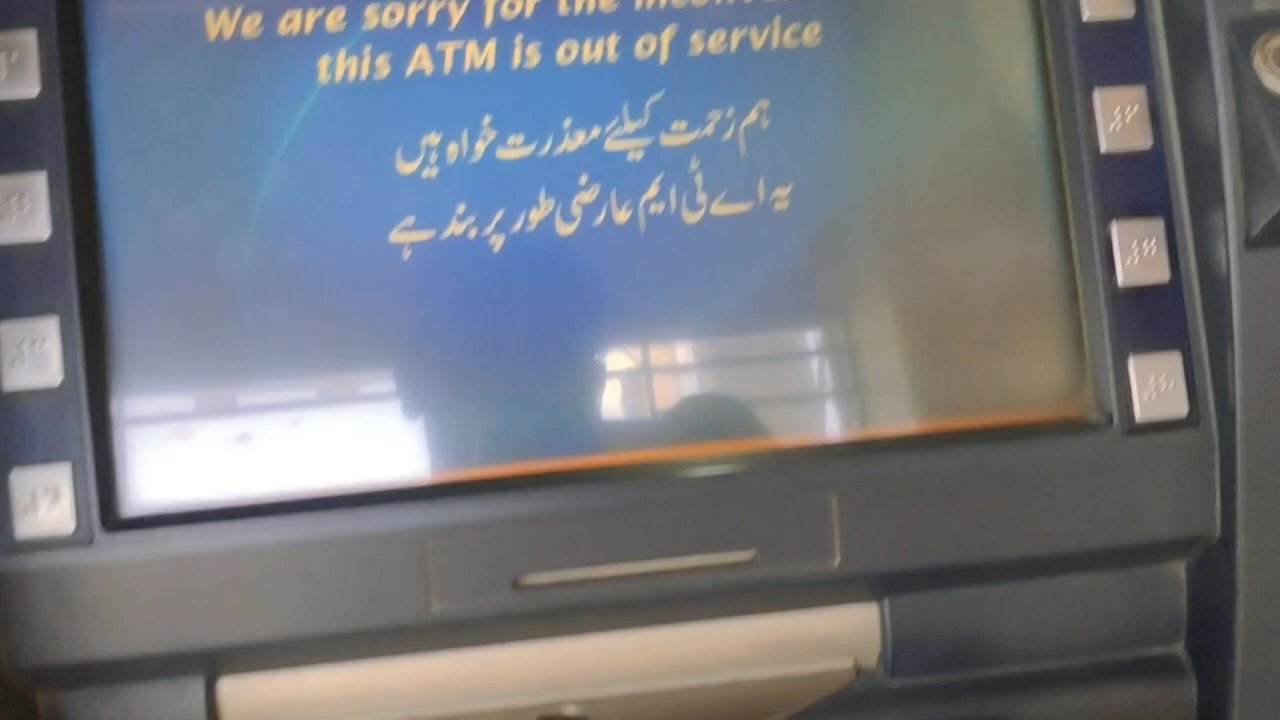 We are sorry for the
this ATM is out of service
ہم زحمت کیلئے معذرت خواہ ہیں
یہ اے ٹی ایم عارضی طور پر بند ہے